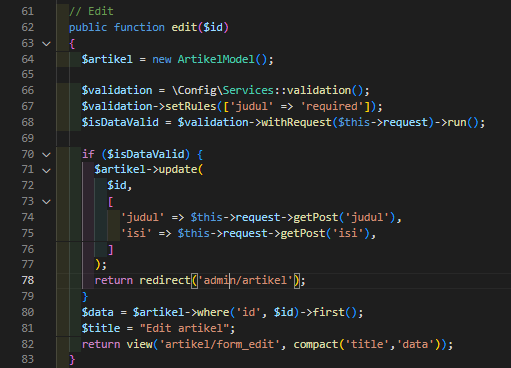 61 // Edit
62 public function edit($id)
63 {
64 $artikel = new ArtikelModel();
65
66 $validation = \Config\Services::validation();
67 $validation->setRules(['judul' => 'required']);
68 $isDataValid = $validation->withRequest($this->request)->run();
69
70 if ($isDataValid) {
71 $artikel->update(
72 $id,
73 [
74 'judul' => $this->request->getPost('judul'),
75 'isi' => $this->request->getPost('isi'),
76 ]
77 );
78 return redirect('admin/artikel');
79 }
80 $data = $artikel->where('id', $id)->first();
81 $title = "Edit artikel";
82 return view('artikel/form_edit', compact('title','data'));
83 }